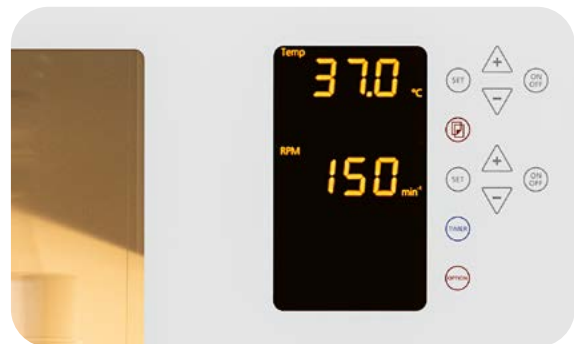 Temp
37.0 °C
SET + − ON OFF
RPM
150 min⁻¹
SET + − ON OFF
TIMER
OPTION